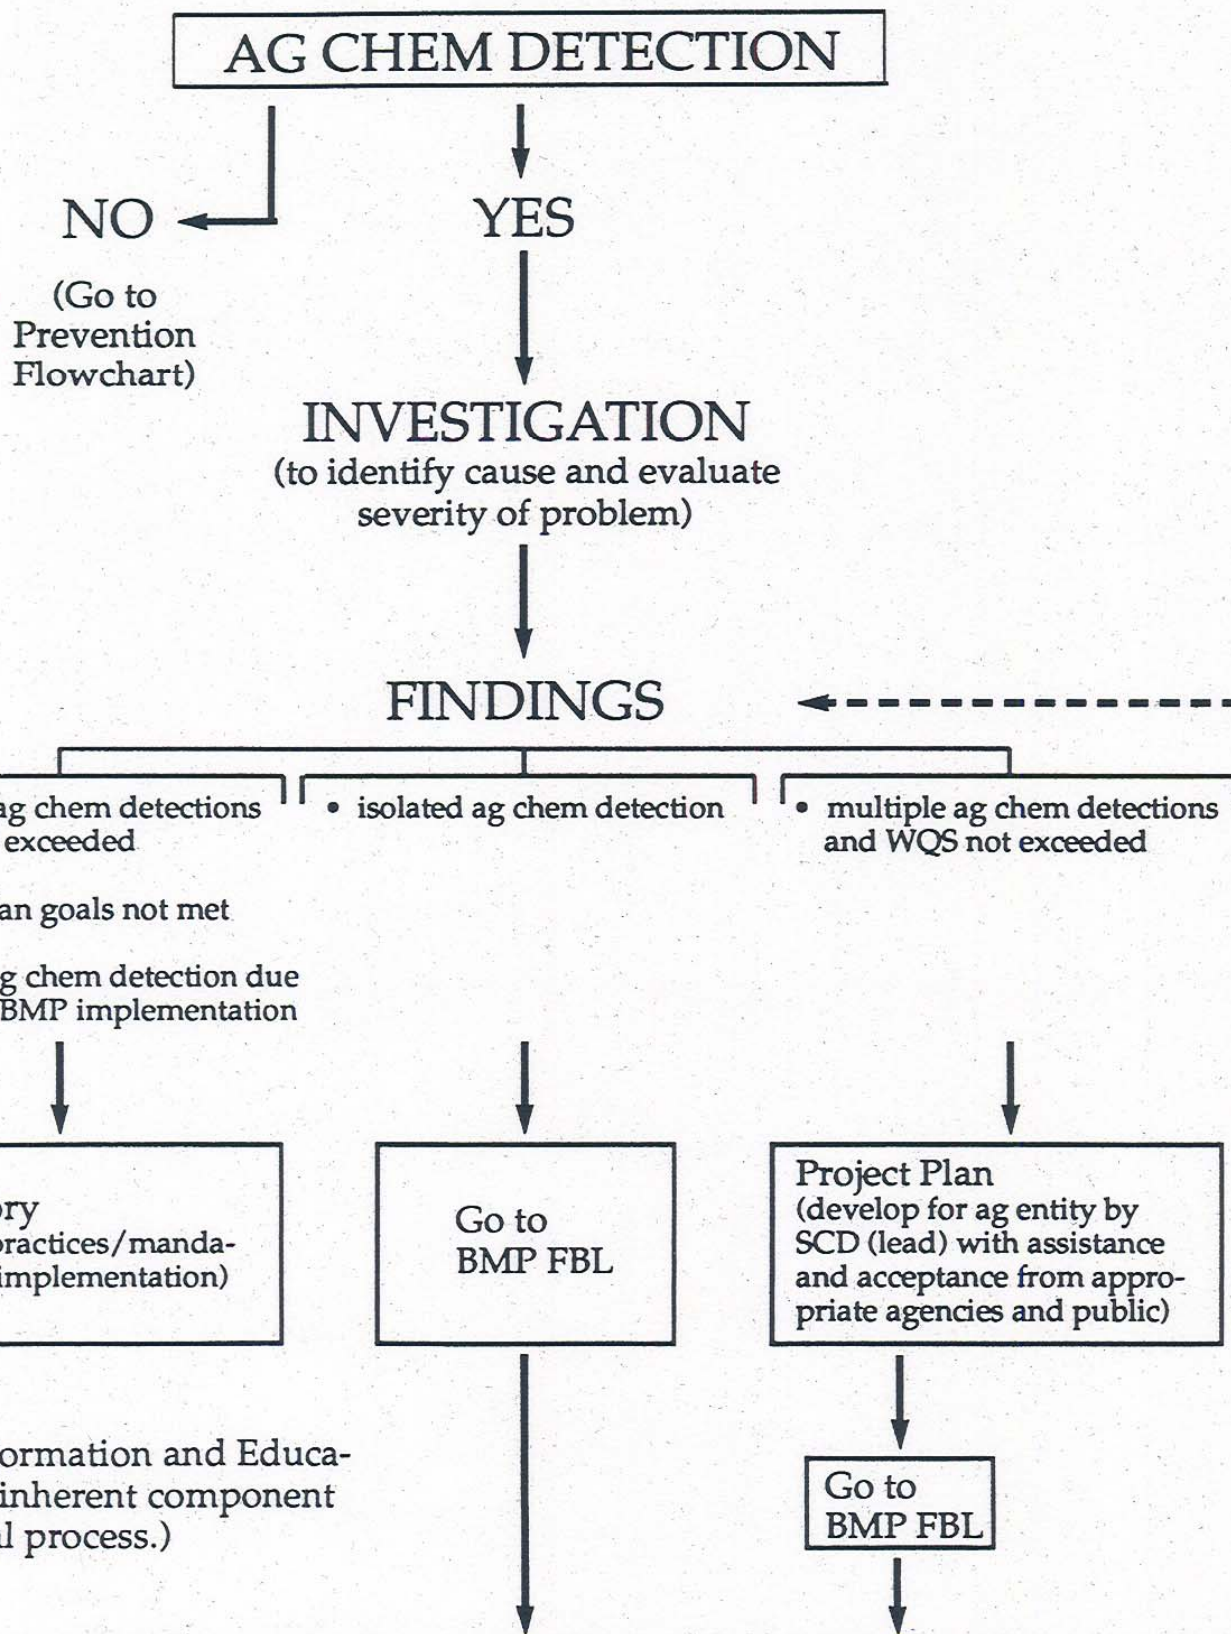 AG CHEM DETECTION
NO
YES
(Go to
Prevention
Flowchart)
INVESTIGATION
(to identify cause and evaluate
severity of problem)
FINDINGS
ag chem detections
exceeded
goals not met
chem detection due
BMP implementation
• isolated ag chem detection
• multiple ag chem detections
and WQS not exceeded
practices/manda-
implementation)
Go to
BMP FBL
Project Plan
(develop for ag entity by
SCD (lead) with assistance
and acceptance from appro-
priate agencies and public)
and Educa-
inherent component
process.)
Go to
BMP FBL